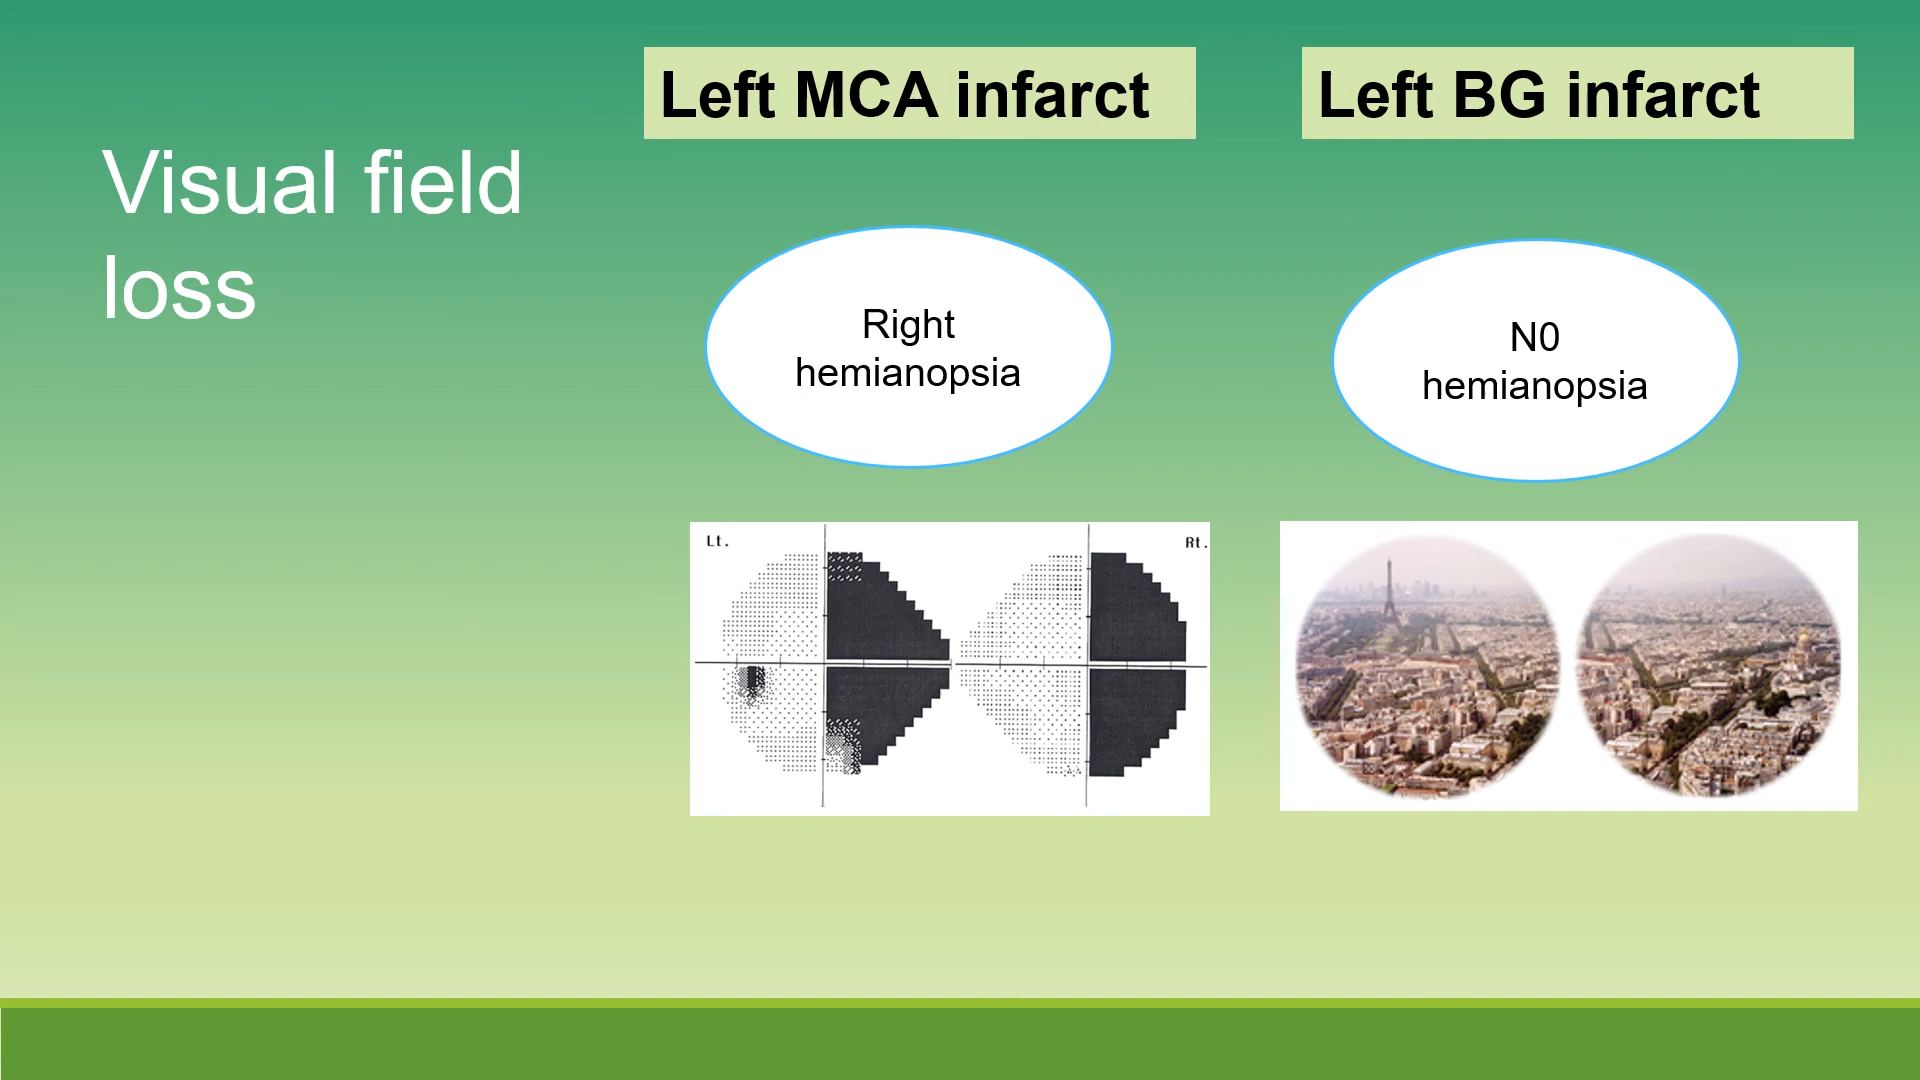 Visual field
loss
Left MCA infarct
Right
hemianopsia
Lt.
Rt.
Left BG infarct
N0
hemianopsia